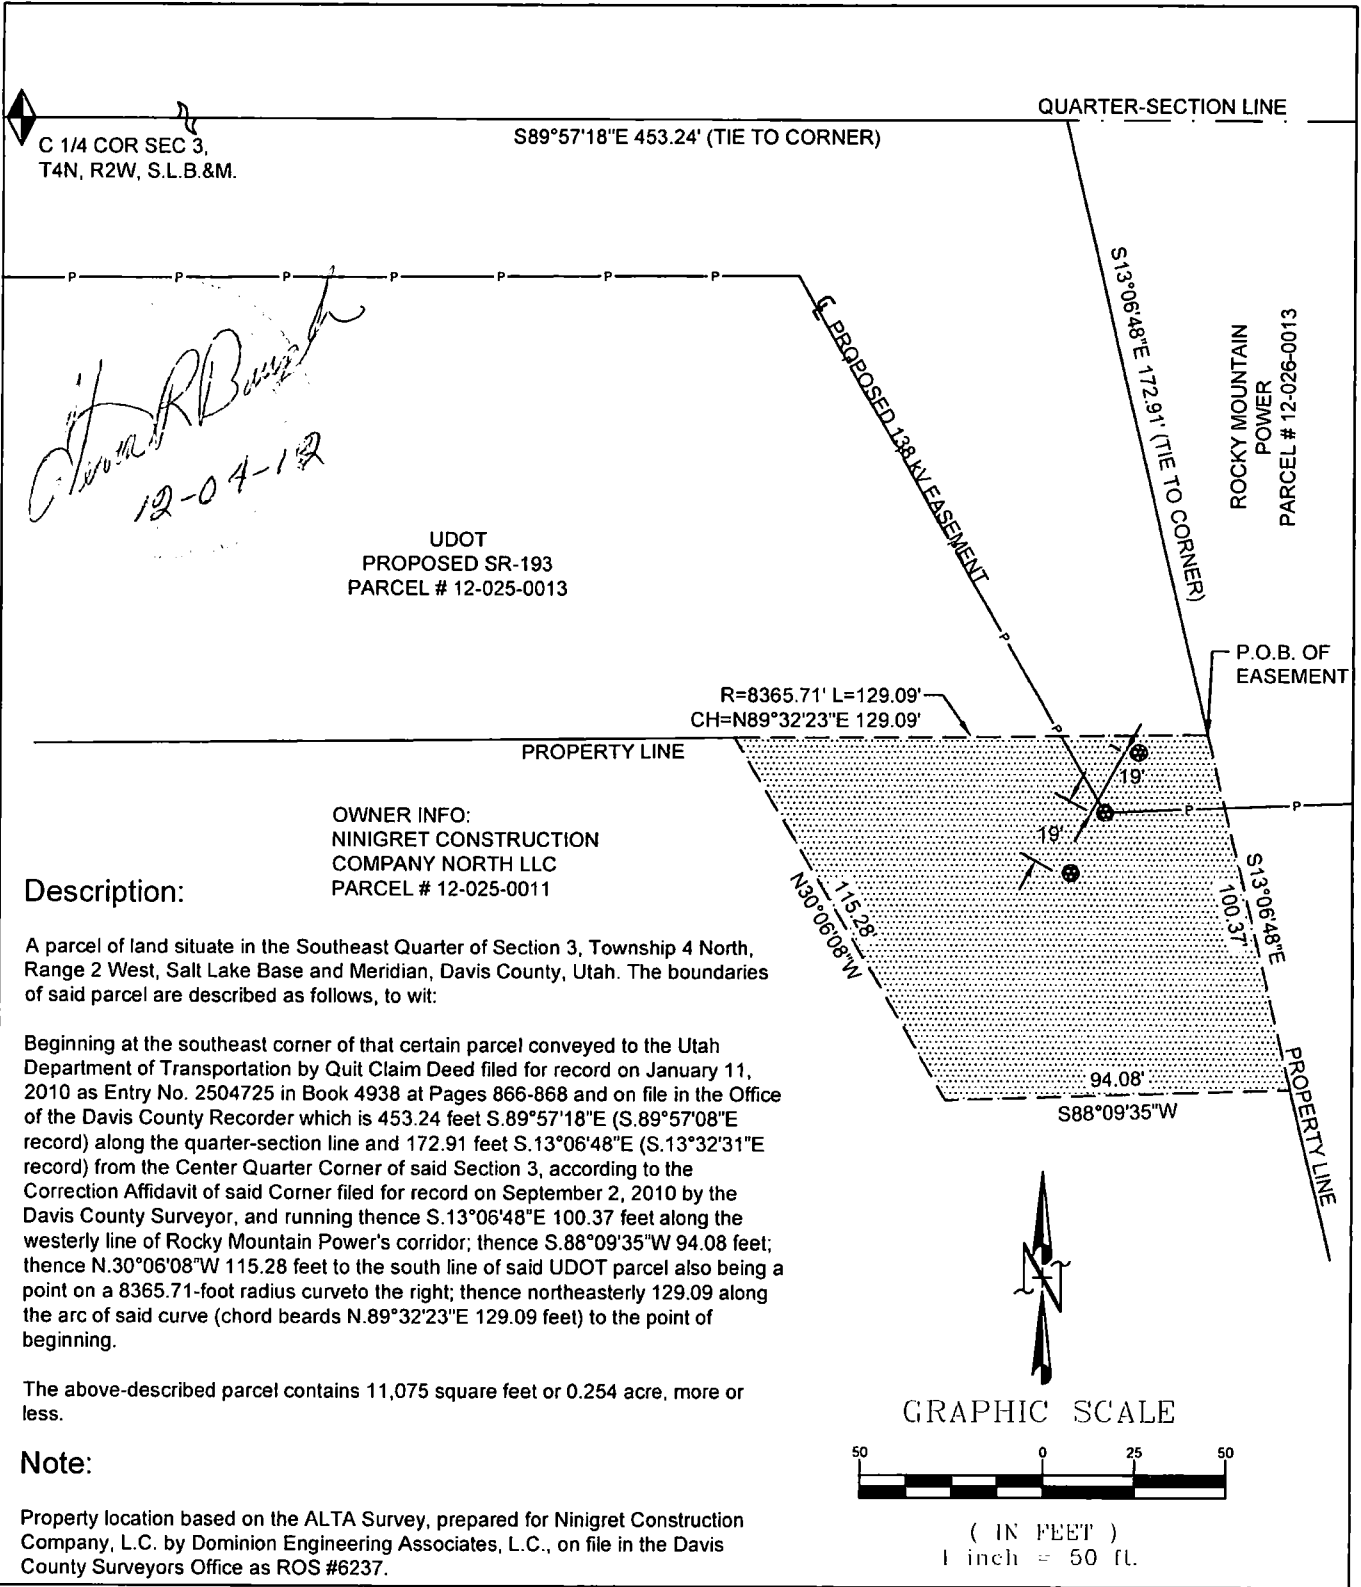 QUARTER-SECTION LINE
S89°57'18"E 453.24' (TIE TO CORNER)
C 1/4 COR SEC 3,
T4N, R2W, S.L.B.&M.
P P P P P P P
℄ PROPOSED 138 kV EASEMENT
S13°06'48"E 172.91' (TIE TO CORNER)
ROCKY MOUNTAIN
POWER
PARCEL # 12-026-0013
12-04-12
UDOT
PROPOSED SR-193
PARCEL # 12-025-0013
P
P.O.B. OF
EASEMENT
R=8365.71' L=129.09'
CH=N89°32'23"E 129.09'
P
PROPERTY LINE
19'
P P
19'
OWNER INFO:
NINIGRET CONSTRUCTION
COMPANY NORTH LLC
PARCEL # 12-025-0011
115.28'
N30°06'08"W
S13°06'48"E
100.37'
94.08'
S88°09'35"W
PROPERTY LINE
Description:
A parcel of land situate in the Southeast Quarter of Section 3, Township 4 North,
Range 2 West, Salt Lake Base and Meridian, Davis County, Utah. The boundaries
of said parcel are described as follows, to wit:
Beginning at the southeast corner of that certain parcel conveyed to the Utah
Department of Transportation by Quit Claim Deed filed for record on January 11,
2010 as Entry No. 2504725 in Book 4938 at Pages 866-868 and on file in the Office
of the Davis County Recorder which is 453.24 feet S.89°57'18"E (S.89°57'08"E
record) along the quarter-section line and 172.91 feet S.13°06'48"E (S.13°32'31"E
record) from the Center Quarter Corner of said Section 3, according to the
Correction Affidavit of said Corner filed for record on September 2, 2010 by the
Davis County Surveyor, and running thence S.13°06'48"E 100.37 feet along the
westerly line of Rocky Mountain Power's corridor; thence S.88°09'35"W 94.08 feet;
thence N.30°06'08"W 115.28 feet to the south line of said UDOT parcel also being a
point on a 8365.71-foot radius curveto the right; thence northeasterly 129.09 along
the arc of said curve (chord beards N.89°32'23"E 129.09 feet) to the point of
beginning.
The above-described parcel contains 11,075 square feet or 0.254 acre, more or
less.
Note:
Property location based on the ALTA Survey, prepared for Ninigret Construction
Company, L.C. by Dominion Engineering Associates, L.C., on file in the Davis
County Surveyors Office as ROS #6237.
N
GRAPHIC SCALE
50 0 25 50
( IN FEET )
1 inch = 50 ft.